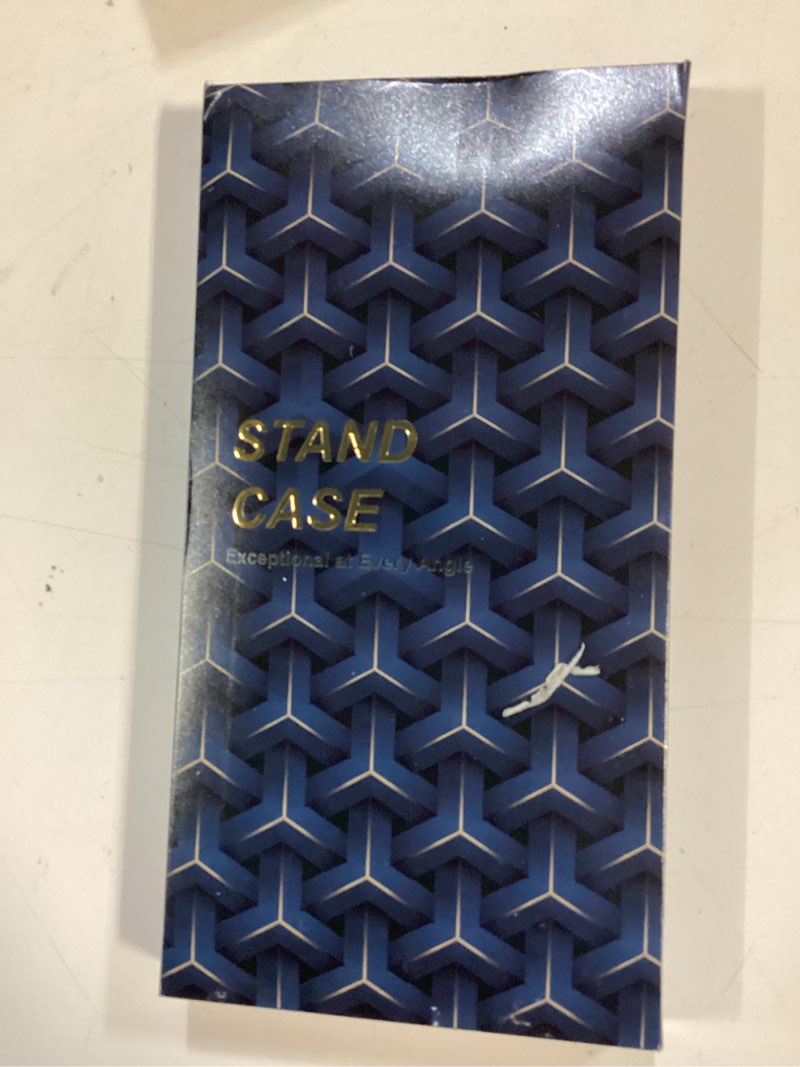 STAND
CASE
Exceptional at Every Angle